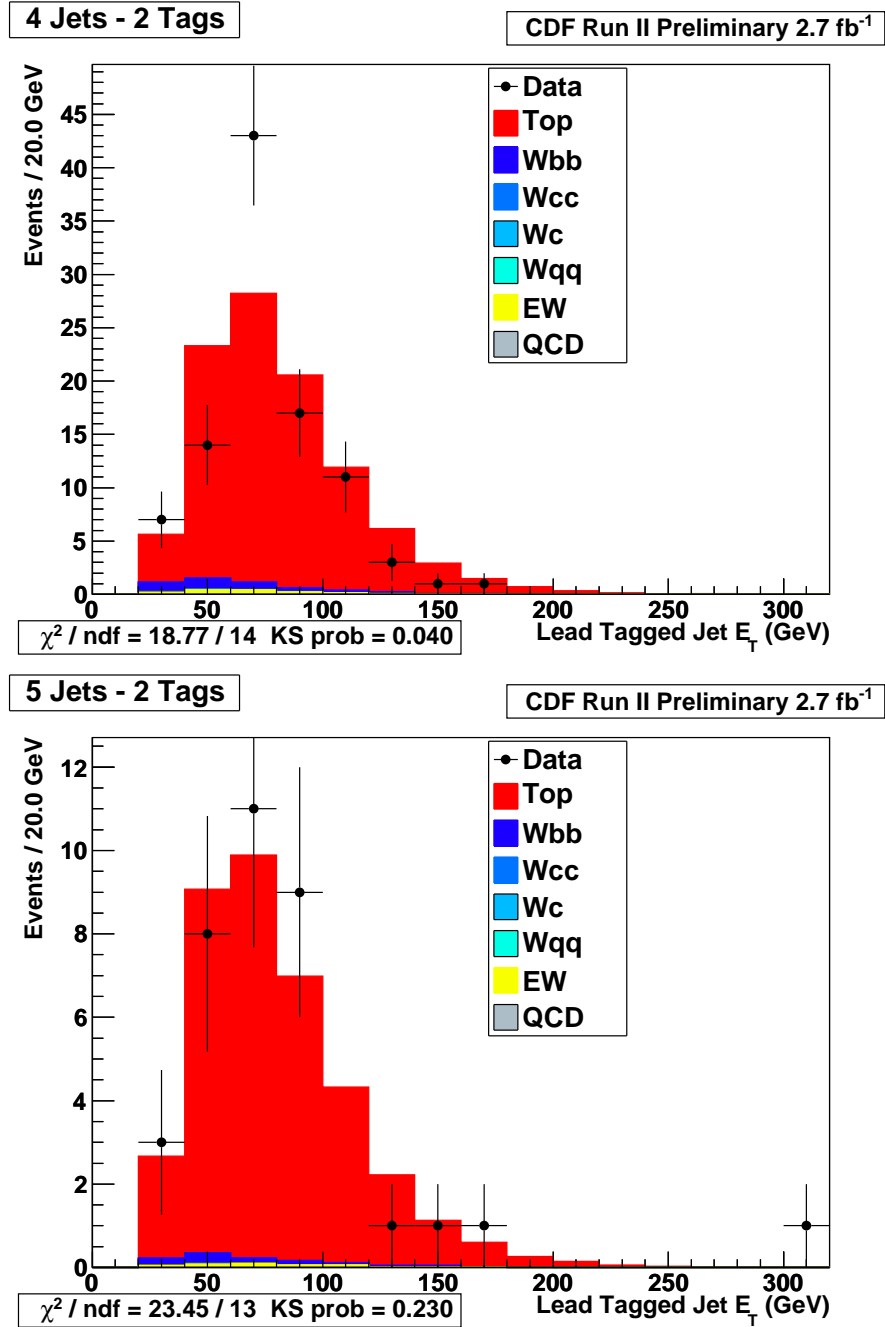 4 Jets - 2 Tags
CDF Run II Preliminary 2.7 fb⁻¹
Events / 20.0 GeV
45
40
35
30
25
20
15
10
5
0
Data
Top
Wbb
Wcc
Wc
Wqq
EW
QCD
0 50 100 150 200 250 300
Lead Tagged Jet E_T (GeV)
χ² / ndf = 18.77 / 14 KS prob = 0.040
5 Jets - 2 Tags
CDF Run II Preliminary 2.7 fb⁻¹
Events / 20.0 GeV
12
10
8
6
4
2
0
Data
Top
Wbb
Wcc
Wc
Wqq
EW
QCD
0 50 100 150 200 250 300
Lead Tagged Jet E_T (GeV)
χ² / ndf = 23.45 / 13 KS prob = 0.230